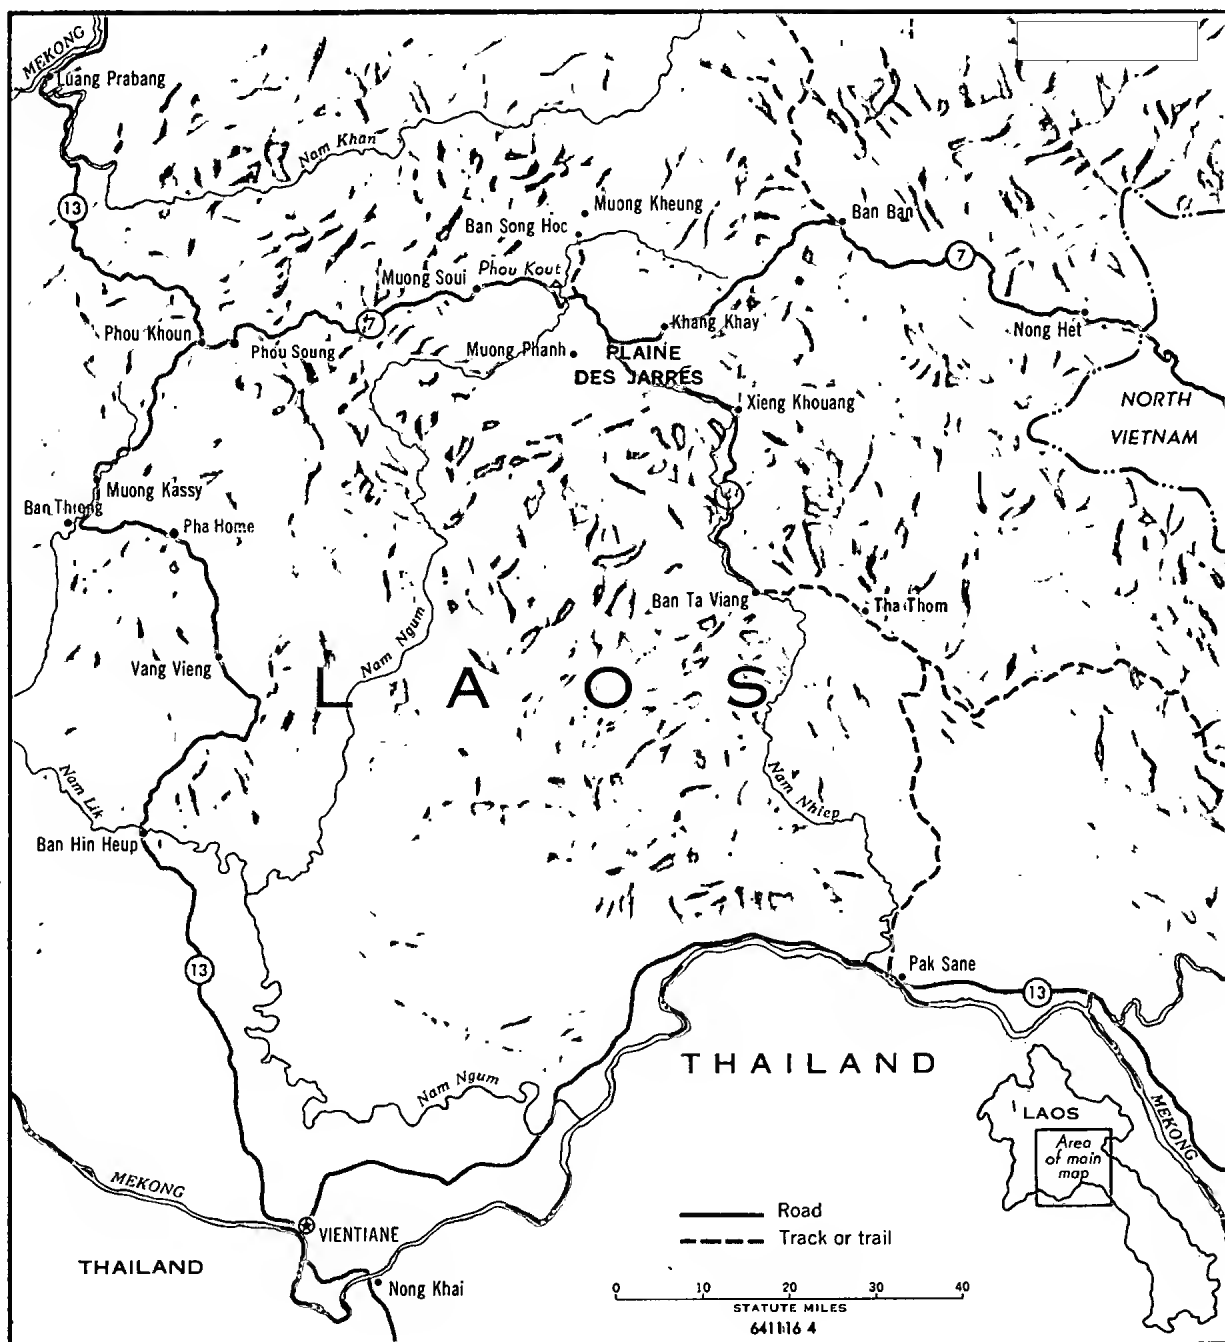 MEKONG
Luang Prabang
Nam Khan
13
Muong Kheung
Ban Song Hoc
Ban Ban
7
Muong Soui
Phou Kout
Phou Khoun
Phou Soung
7
Khang Khay
Nong Het
Muong Phanh
PLAINE
DES JARRES
Xieng Khouang
NORTH
VIETNAM
Muong Kassy
Ban Thiong
Pha Home
Ban Ta Viang
Tha Thom
Nam Ngum
Vang Vieng
LAOS
Nam Lik
Nam Nhiep
Ban Hin Heup
13
Pak Sane
13
THAILAND
Nam Ngum
MEKONG
LAOS
Area
of main
map
MEKONG
VIENTIANE
THAILAND
Nong Khai
Road
Track or trail
0 10 20 30 40
STATUTE MILES
641116 4